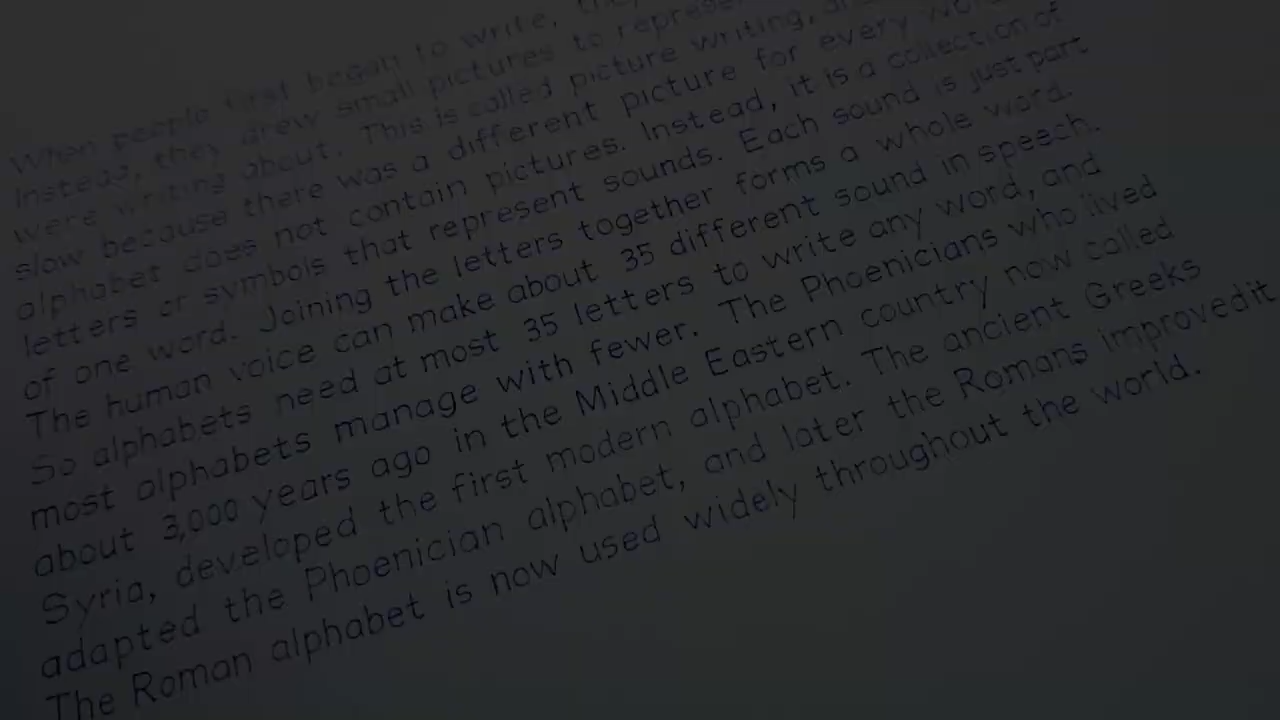 When people first began to write, they
Instead, they drew small pictures to represe
were writing about. This is called picture writing, and
slow because there was a different picture for every wor
alphabet does not contain pictures. Instead, it is a collection of
letters or symbols that represent sounds. Each sound is just part
of one word. Joining the letters together forms a whole word.
The human voice can make about 35 different sound in speech.
So alphabets need at most 35 letters to write any word, and
most alphabets manage with fewer. The Phoenicians who lived
about 3,000 years ago in the Middle Eastern country now called
Syria, developed the first modern alphabet. The ancient Greeks
adapted the Phoenician alphabet, and later the Romans improvedit.
The Roman alphabet is now used widely throughout the world.